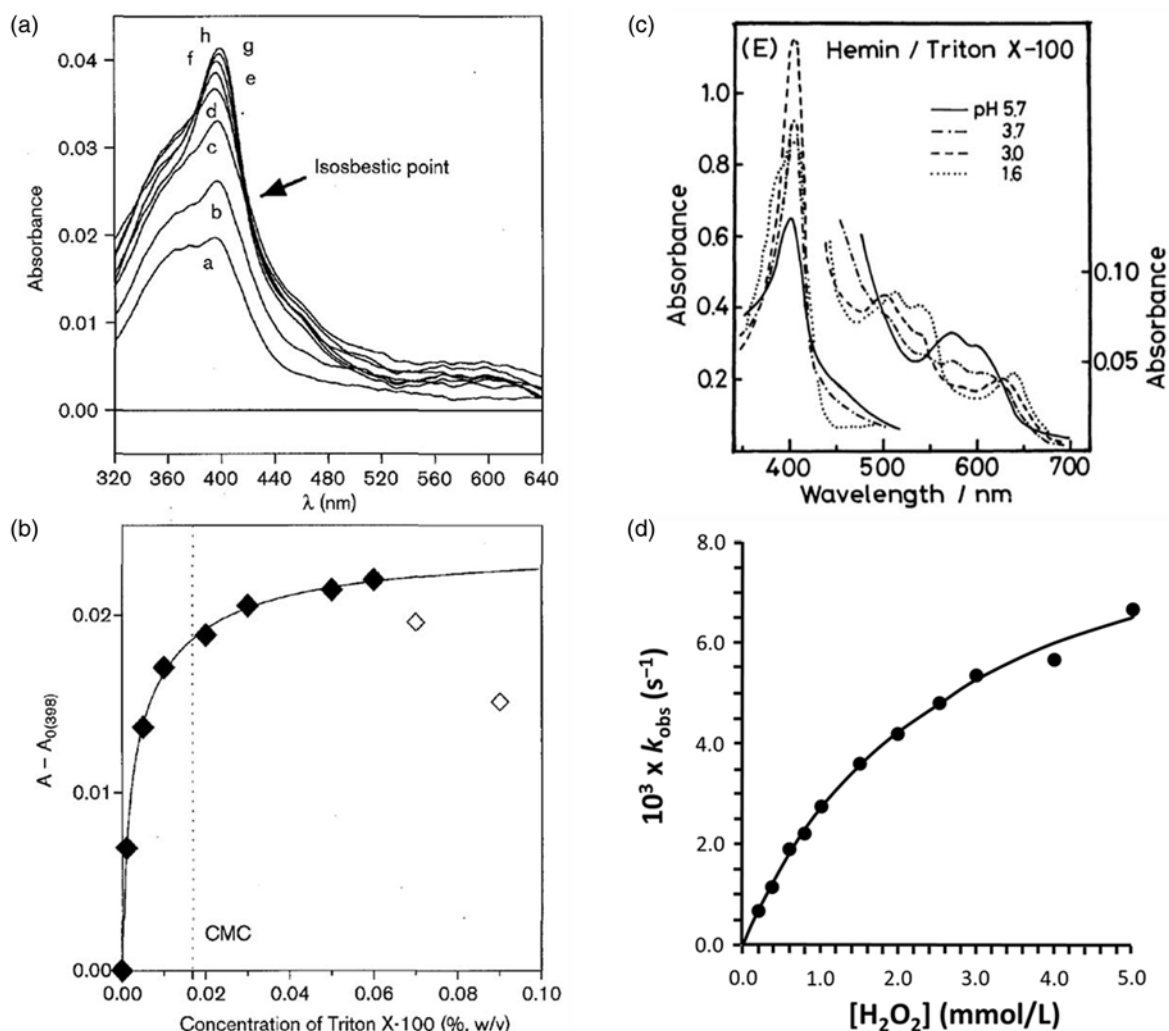 (a)
0.04
0.03
0.02
0.01
0.00
Absorbance
h
g
f
e
d
c
b
a
Isosbestic point
320 360 400 440 480 520 560 600 640
λ (nm)
(b)
0.02
0.01
0.00
A – A0(398)
CMC
0.00 0.02 0.04 0.06 0.08 0.10
Concentration of Triton X-100 (%, w/v)
(c)
(E) Hemin / Triton X-100
pH 5.7
3.7
3.0
1.6
1.0
0.8
0.6
0.4
0.2
Absorbance
0.10
0.05
Absorbance
400 500 600 700
Wavelength / nm
(d)
8.0
6.0
4.0
2.0
0.0
10³ x kobs (s⁻¹)
0.0 1.0 2.0 3.0 4.0 5.0
[H₂O₂] (mmol/L)